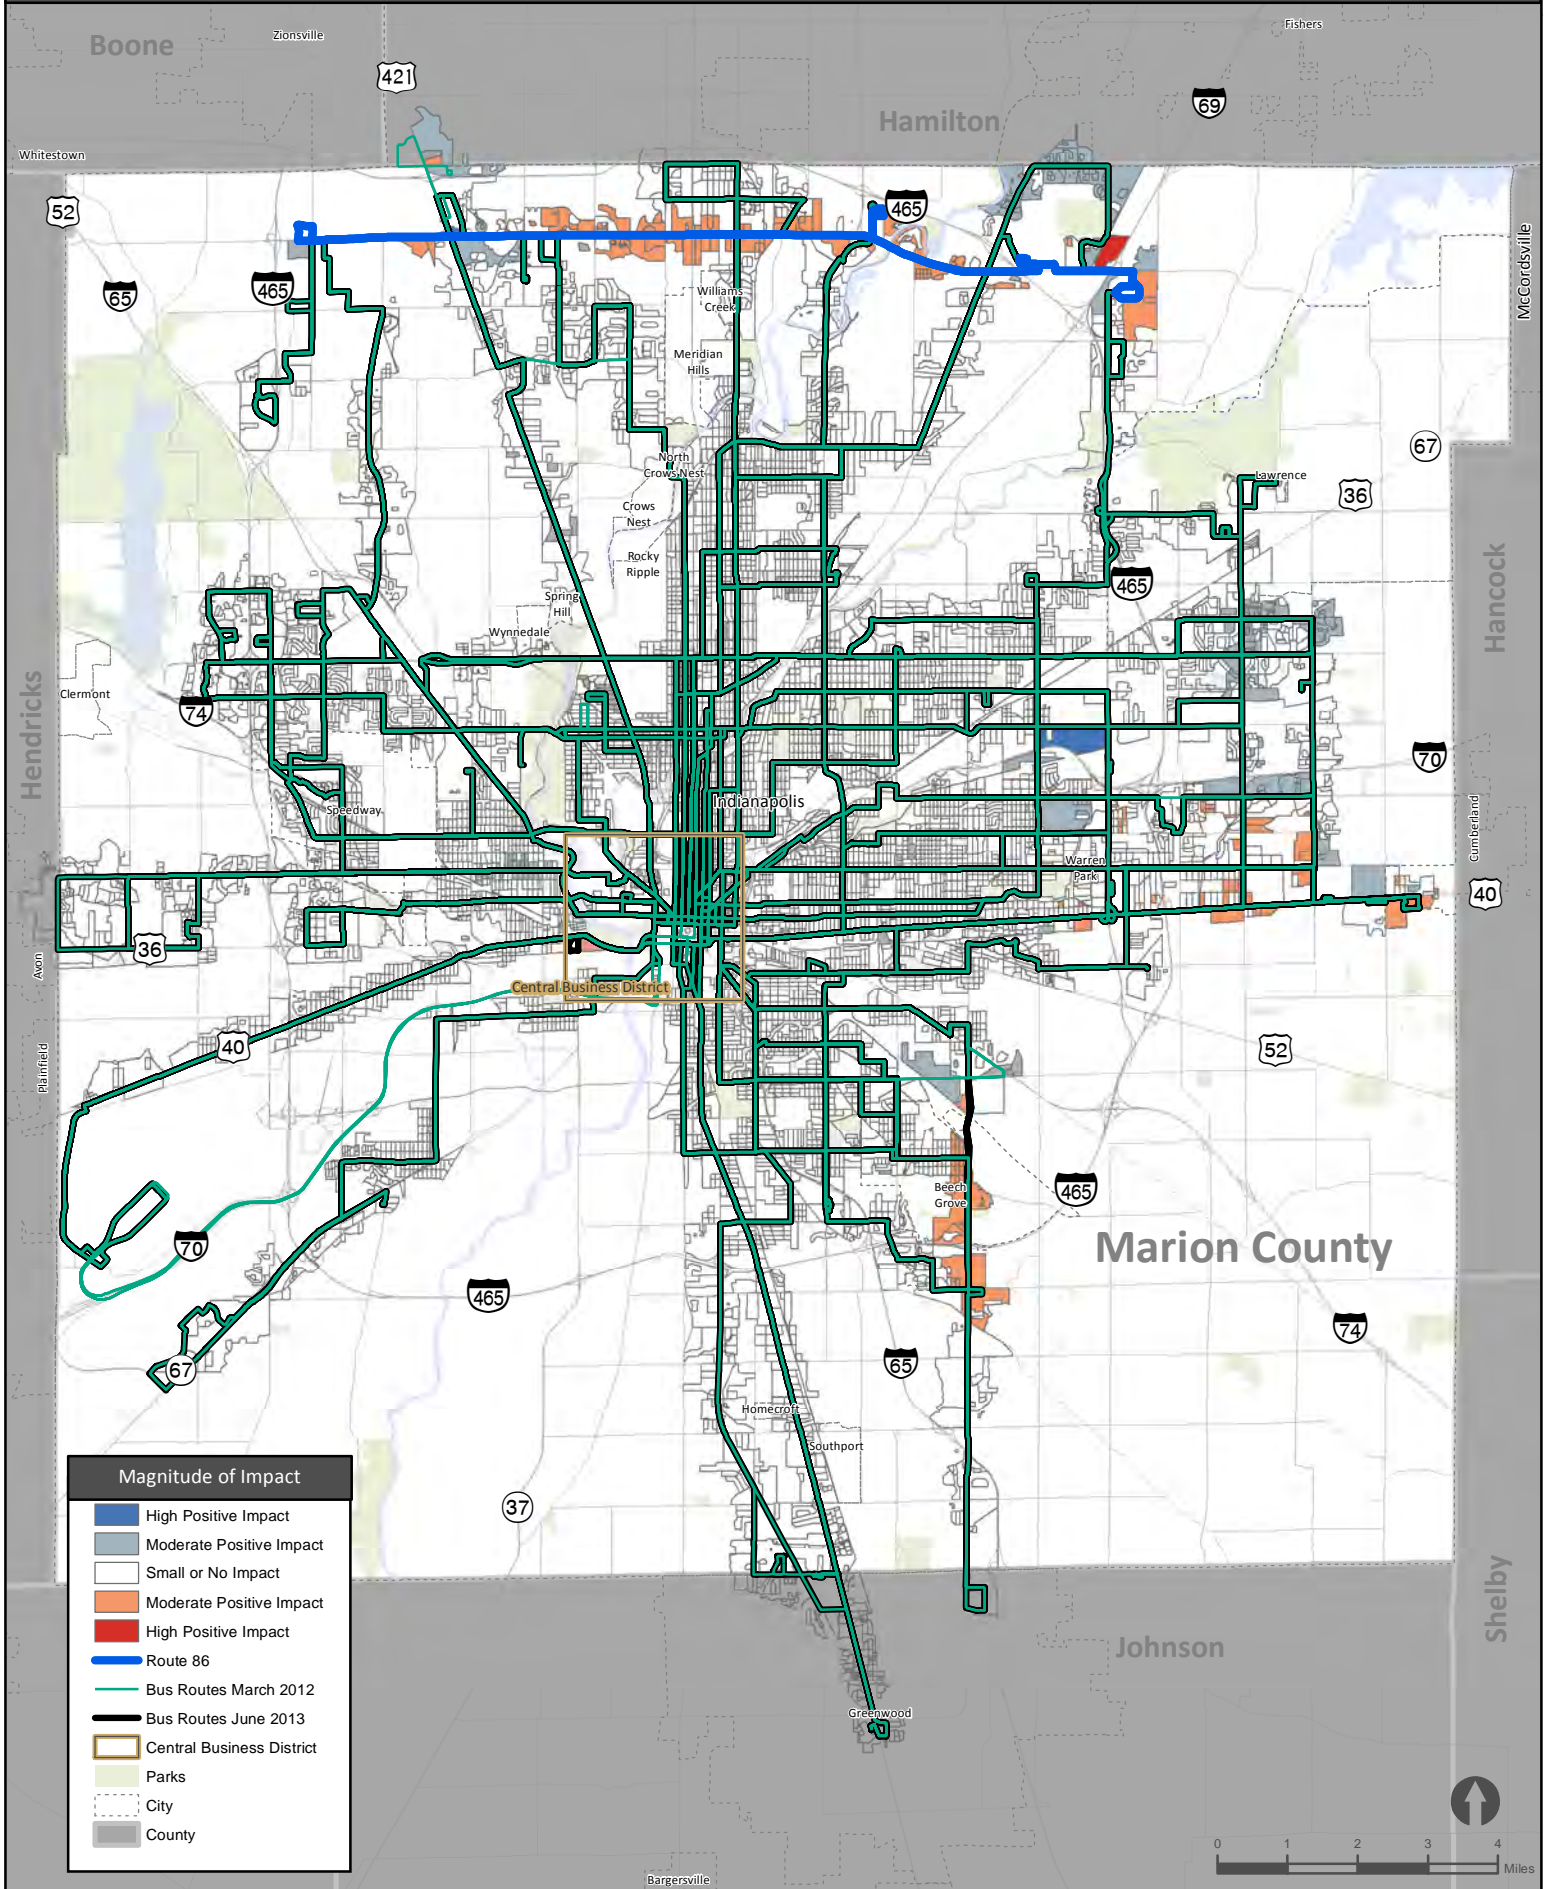 Boone
Zionsville
Fishers
421
69
Hamilton
Whitestown
52
465
McCordsville
65
465
Williams
Creek
Meridian
Hills
67
North
Crows Nest
Lawrence
36
Crows
Nest
Rocky
Ripple
465
Hancock
Spring
Hill
Wynnedale
Hendricks
Clermont
74
70
Speedway
Indianapolis
Cumberland
Warren
Park
40
36
Avon
Central Business District
40
52
Plainfield
Beech
Grove
465
70
Marion County
465
74
67
65
Homecroft
Southport
37
Magnitude of Impact
High Positive Impact
Moderate Positive Impact
Small or No Impact
Moderate Positive Impact
High Positive Impact
Route 86
Bus Routes March 2012
Bus Routes June 2013
Central Business District
Parks
City
County
Shelby
Johnson
Greenwood
0 1 2 3 4
Miles
Bargersville